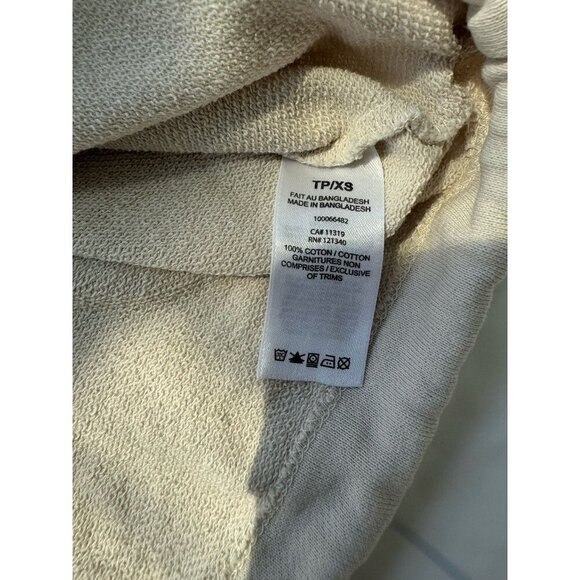 TP/XS
FAIT AU BANGLADESH
MADE IN BANGLADESH
100066482
CA# 11319
RN# 121340
100% COTON / COTTON
GARNITURES NON
COMPRISES / EXCLUSIVE
OF TRIMS